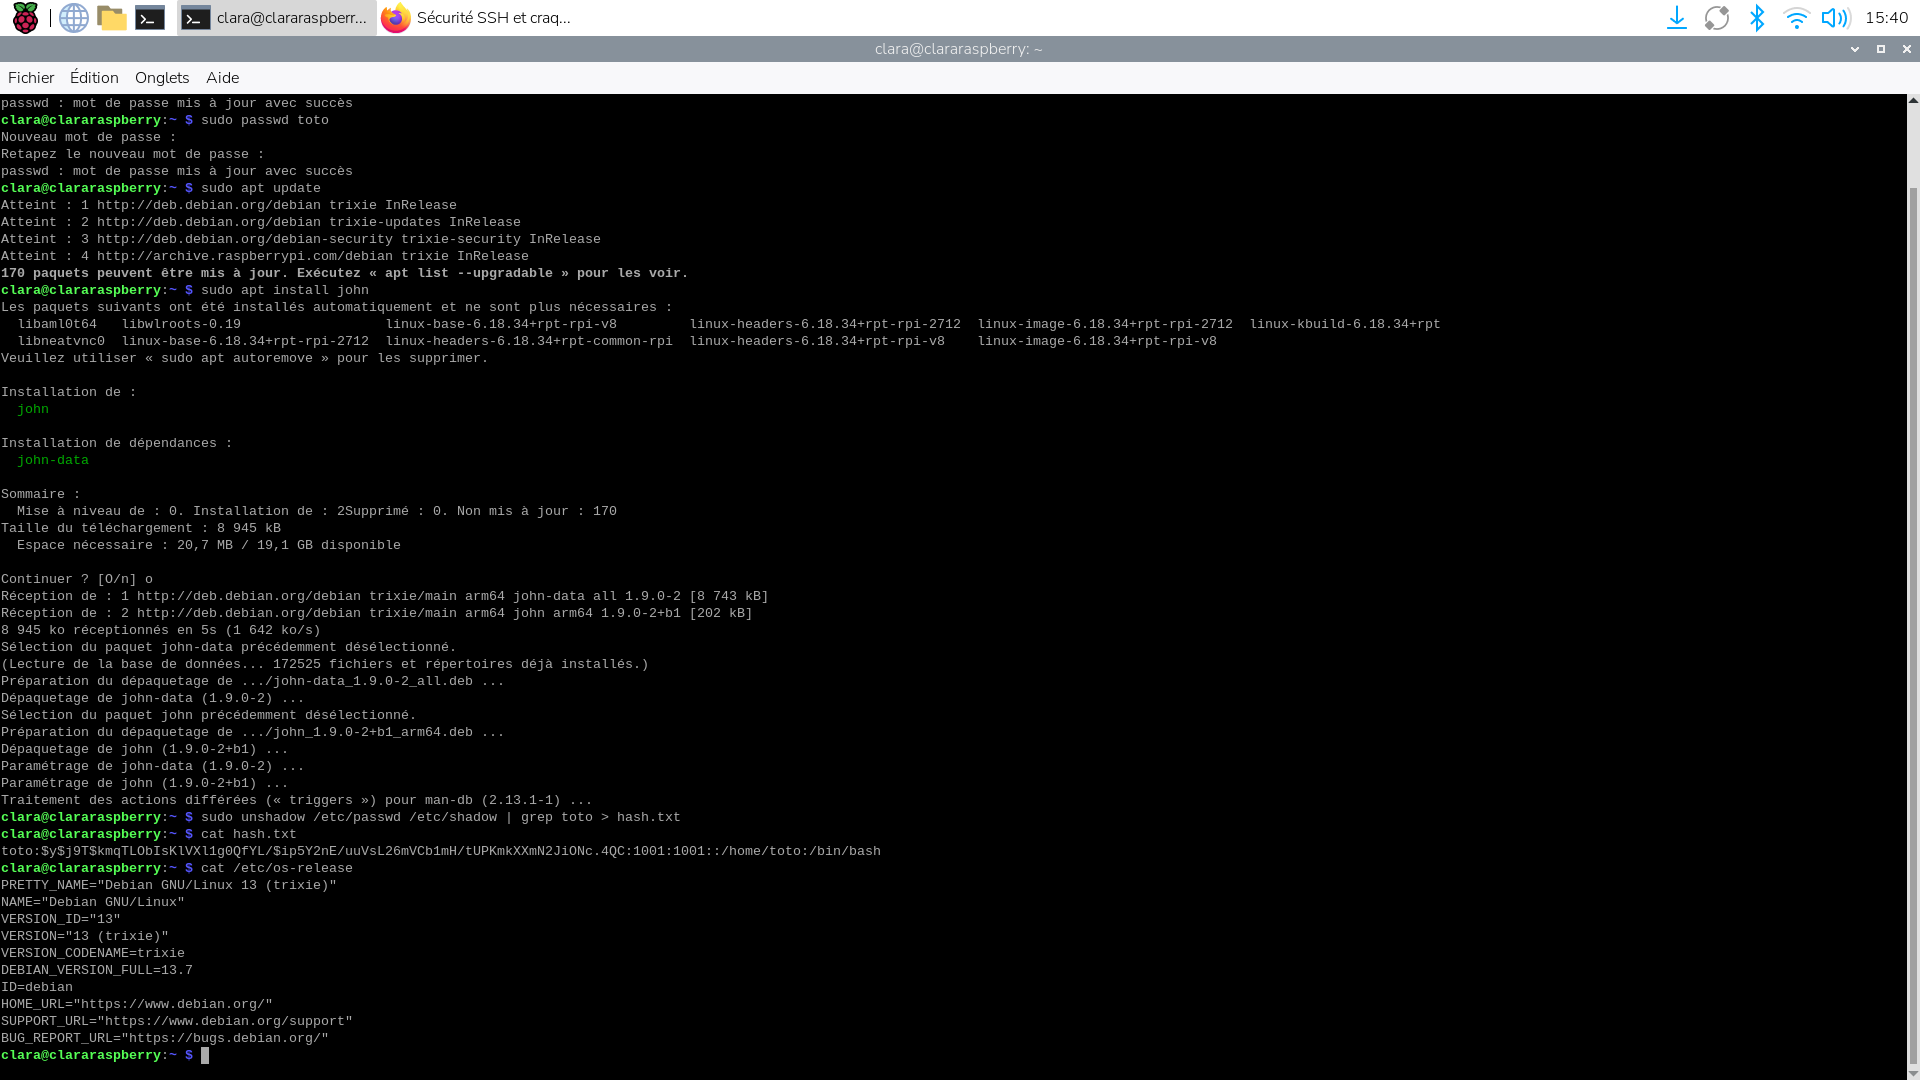 clara@clararaspberr...
Sécurité SSH et craq...
15:40
clara@clararaspberry: ~
Fichier Édition Onglets Aide
passwd : mot de passe mis à jour avec succès
clara@clararaspberry:~ $ sudo passwd toto
Nouveau mot de passe :
Retapez le nouveau mot de passe :
passwd : mot de passe mis à jour avec succès
clara@clararaspberry:~ $ sudo apt update
Atteint : 1 http://deb.debian.org/debian trixie InRelease
Atteint : 2 http://deb.debian.org/debian trixie-updates InRelease
Atteint : 3 http://deb.debian.org/debian-security trixie-security InRelease
Atteint : 4 http://archive.raspberrypi.com/debian trixie InRelease
170 paquets peuvent être mis à jour. Exécutez « apt list --upgradable » pour les voir.
clara@clararaspberry:~ $ sudo apt install john
Les paquets suivants ont été installés automatiquement et ne sont plus nécessaires :
  libaml0t64   libwlroots-0.19                  linux-base-6.18.34+rpt-rpi-v8         linux-headers-6.18.34+rpt-rpi-2712  linux-image-6.18.34+rpt-rpi-2712  linux-kbuild-6.18.34+rpt
  libneatvnc0  linux-base-6.18.34+rpt-rpi-2712  linux-headers-6.18.34+rpt-common-rpi  linux-headers-6.18.34+rpt-rpi-v8    linux-image-6.18.34+rpt-rpi-v8
Veuillez utiliser « sudo apt autoremove » pour les supprimer.
Installation de :
  john
Installation de dépendances :
  john-data
Sommaire :
  Mise à niveau de : 0. Installation de : 2Supprimé : 0. Non mis à jour : 170
Taille du téléchargement : 8 945 kB
  Espace nécessaire : 20,7 MB / 19,1 GB disponible
Continuer ? [O/n] o
Réception de : 1 http://deb.debian.org/debian trixie/main arm64 john-data all 1.9.0-2 [8 743 kB]
Réception de : 2 http://deb.debian.org/debian trixie/main arm64 john arm64 1.9.0-2+b1 [202 kB]
8 945 ko réceptionnés en 5s (1 642 ko/s)
Sélection du paquet john-data précédemment désélectionné.
(Lecture de la base de données... 172525 fichiers et répertoires déjà installés.)
Préparation du dépaquetage de .../john-data_1.9.0-2_all.deb ...
Dépaquetage de john-data (1.9.0-2) ...
Sélection du paquet john précédemment désélectionné.
Préparation du dépaquetage de .../john_1.9.0-2+b1_arm64.deb ...
Dépaquetage de john (1.9.0-2+b1) ...
Paramétrage de john-data (1.9.0-2) ...
Paramétrage de john (1.9.0-2+b1) ...
Traitement des actions différées (« triggers ») pour man-db (2.13.1-1) ...
clara@clararaspberry:~ $ sudo unshadow /etc/passwd /etc/shadow | grep toto > hash.txt
clara@clararaspberry:~ $ cat hash.txt
toto:$y$j9T$kmqTLObIsKlVXl1g0QfYL/$ip5Y2nE/uuVsL26mVCb1mH/tUPKmkXXmN2JiONc.4QC:1001:1001::/home/toto:/bin/bash
clara@clararaspberry:~ $ cat /etc/os-release
PRETTY_NAME="Debian GNU/Linux 13 (trixie)"
NAME="Debian GNU/Linux"
VERSION_ID="13"
VERSION="13 (trixie)"
VERSION_CODENAME=trixie
DEBIAN_VERSION_FULL=13.7
ID=debian
HOME_URL="https://www.debian.org/"
SUPPORT_URL="https://www.debian.org/support"
BUG_REPORT_URL="https://bugs.debian.org/"
clara@clararaspberry:~ $